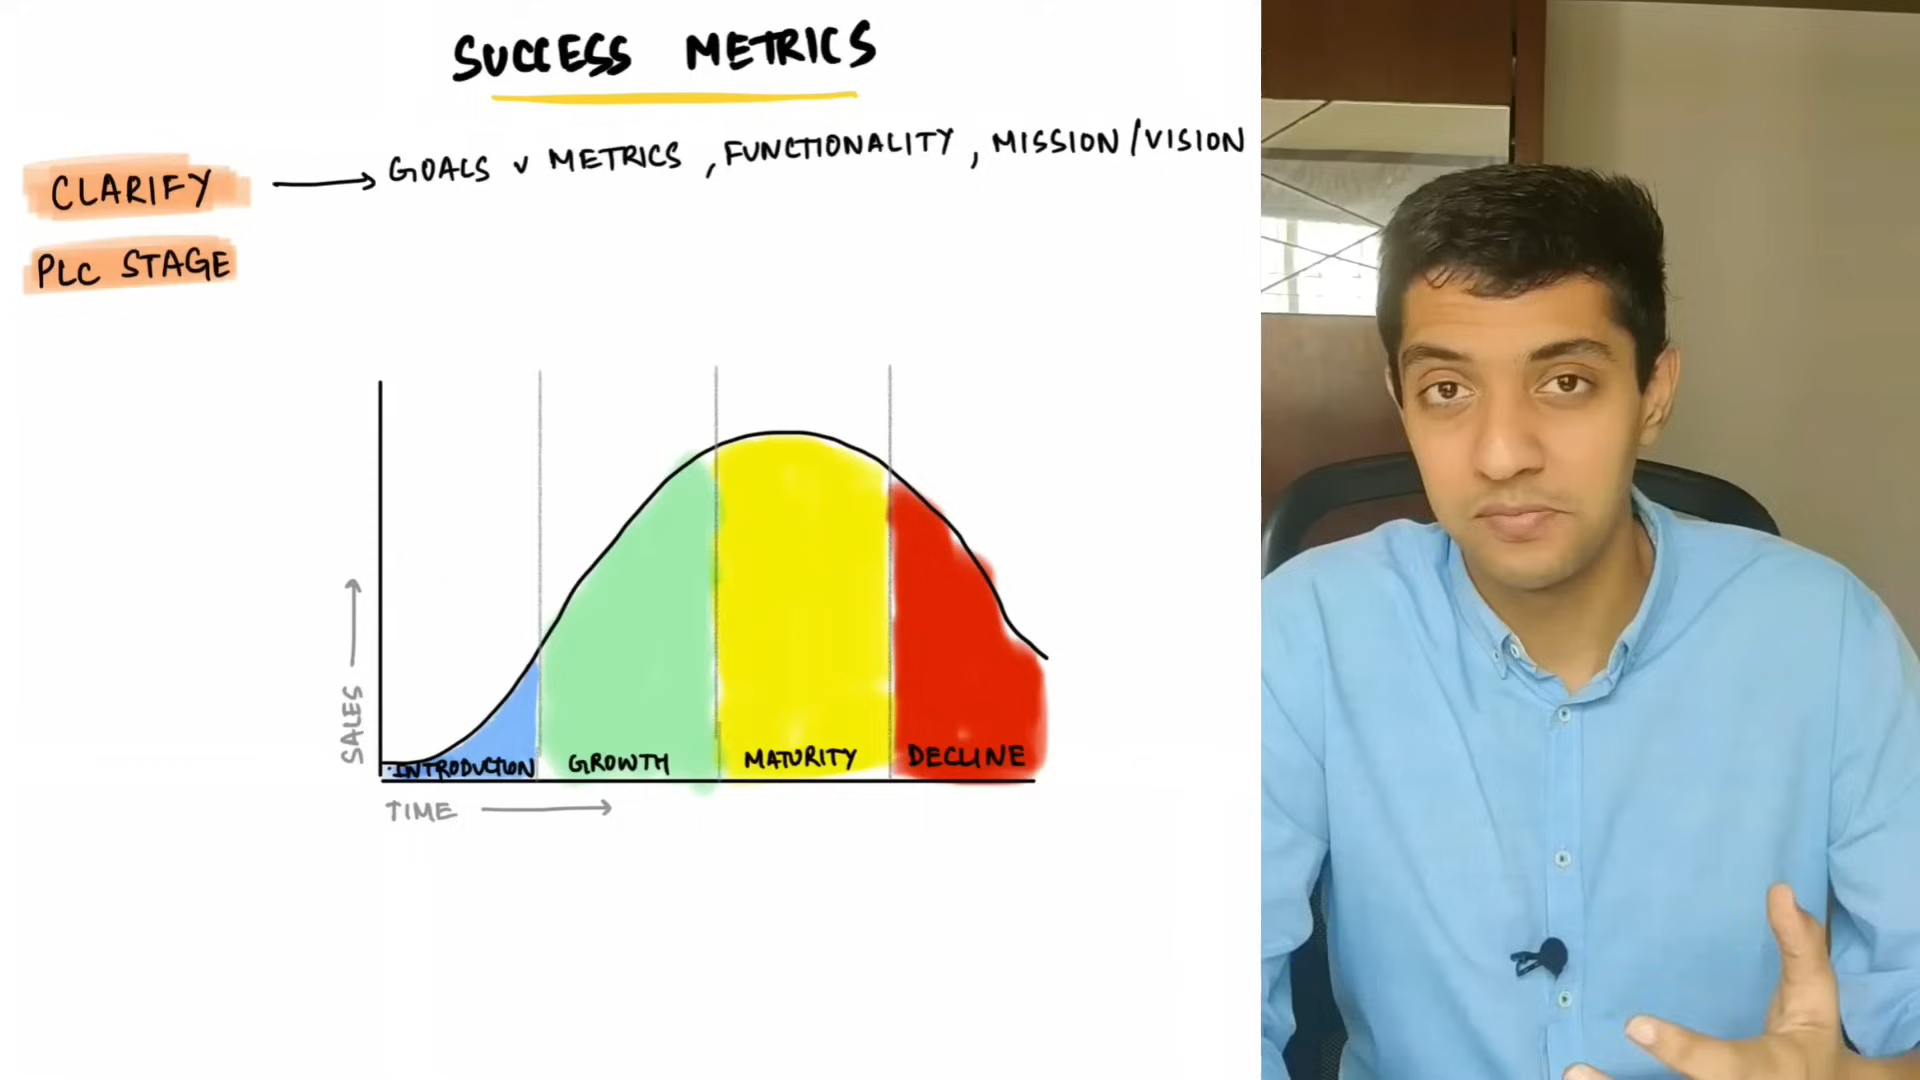 SUCCESS METRICS
CLARIFY → GOALS v METRICS, FUNCTIONALITY, MISSION/VISION
PLC STAGE
SALES
INTRODUCTION GROWTH MATURITY DECLINE
TIME